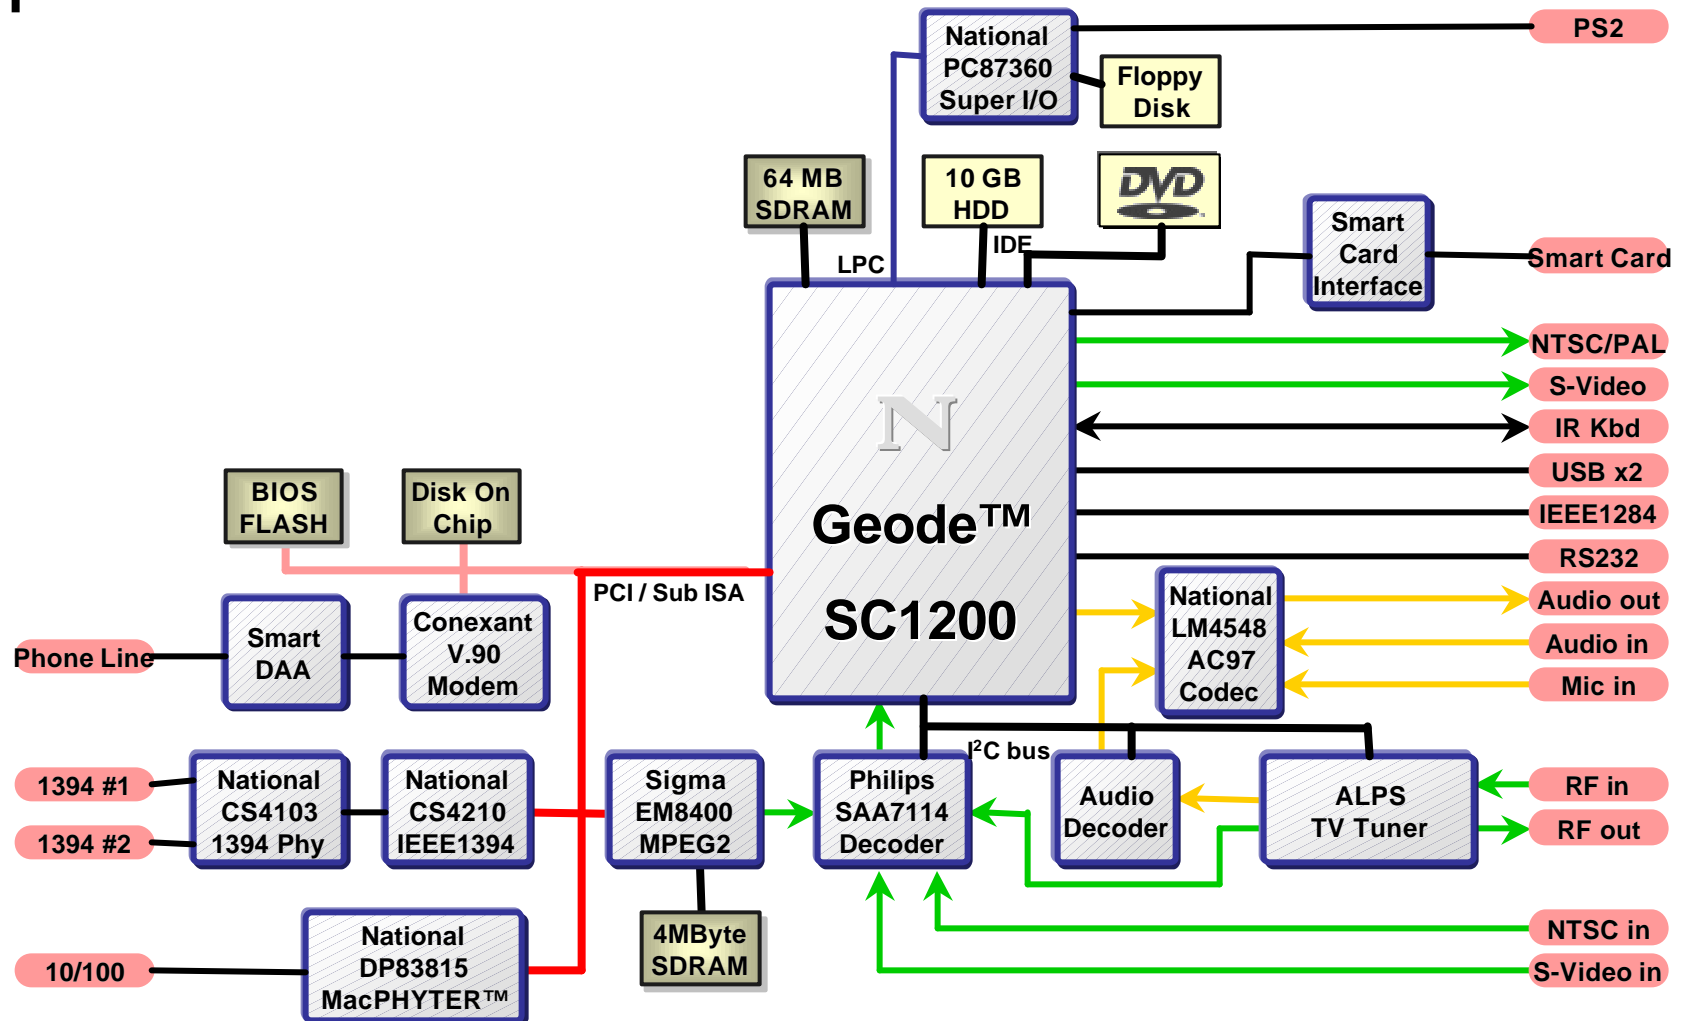 National
PC87360
Super I/O
PS2
Floppy
Disk
64 MB
SDRAM
10 GB
HDD
DVD
Smart
Card
Interface
Smart Card
LPC
IDE
NTSC/PAL
S-Video
IR Kbd
USB x2
IEEE1284
RS232
N
Geode™
SC1200
BIOS
FLASH
Disk On
Chip
PCI / Sub ISA
National
LM4548
AC97
Codec
Audio out
Audio in
Mic in
Phone Line
Smart
DAA
Conexant
V.90
Modem
I²C bus
1394 #1
1394 #2
National
CS4103
1394 Phy
National
CS4210
IEEE1394
Sigma
EM8400
MPEG2
Philips
SAA7114
Decoder
Audio
Decoder
ALPS
TV Tuner
RF in
RF out
4MByte
SDRAM
NTSC in
S-Video in
10/100
National
DP83815
MacPHYTER™